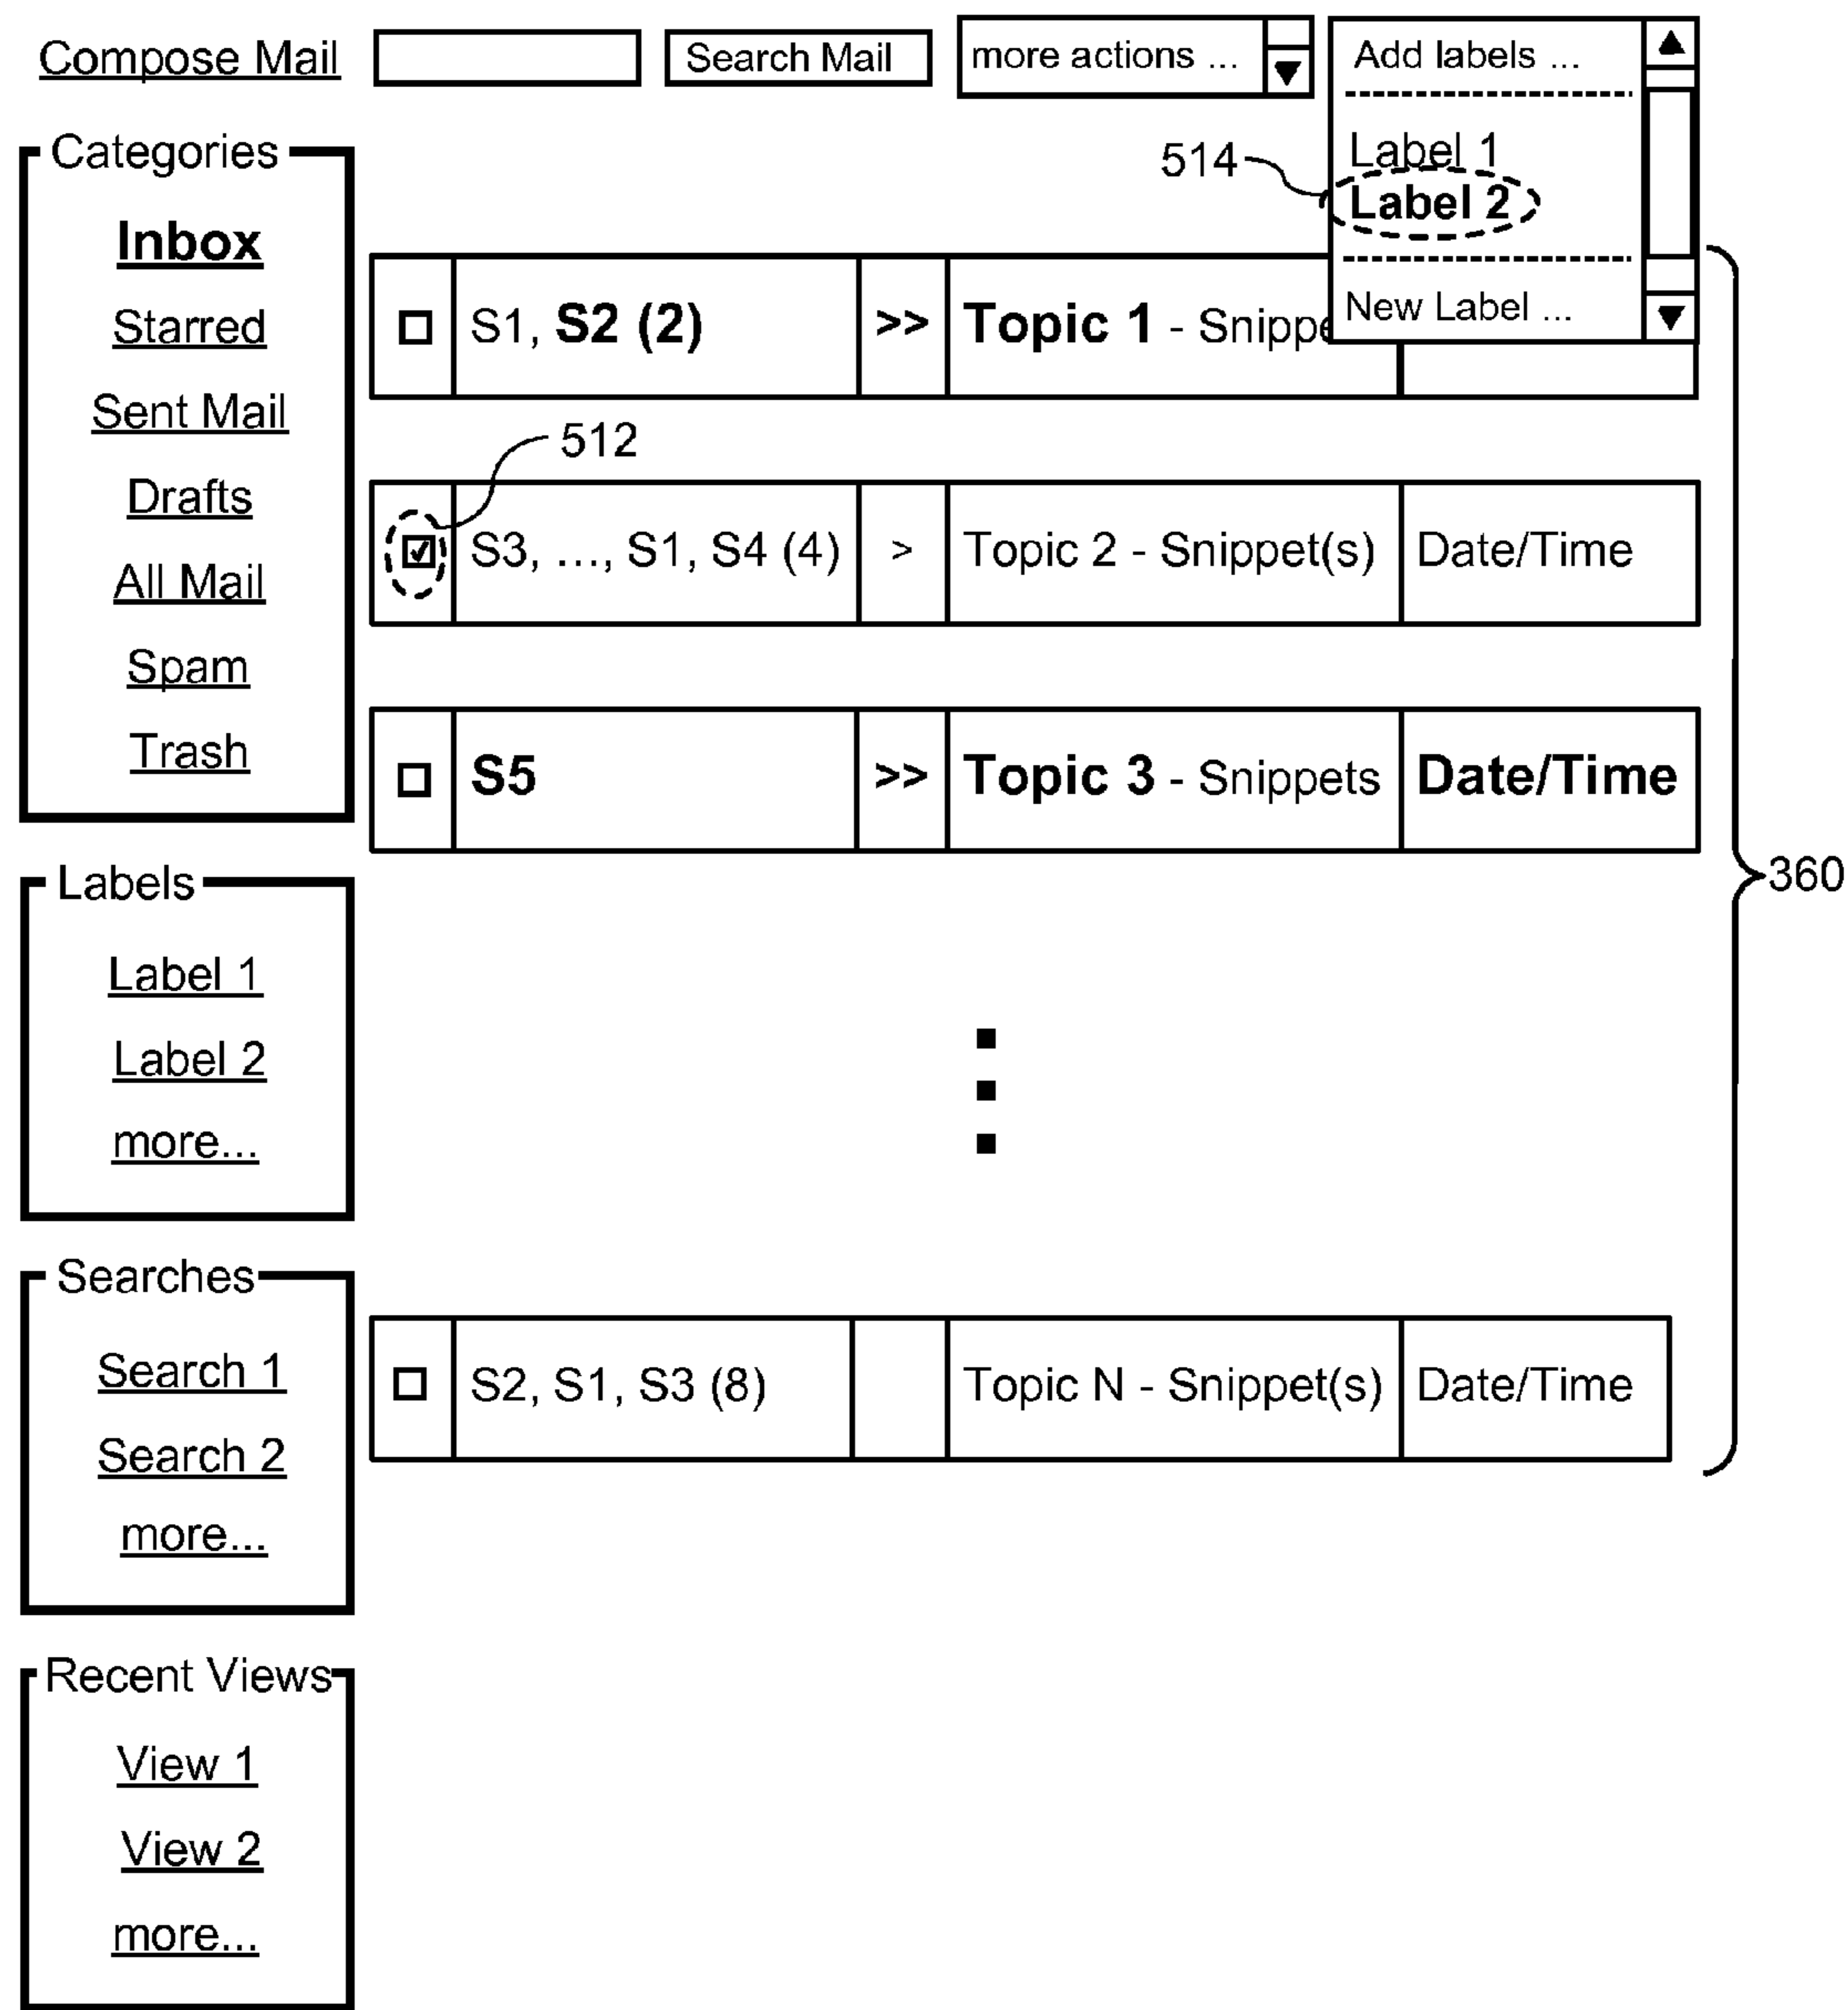 Compose Mail
Search Mail
more actions ...
Add labels ...
Label 1
Label 2
New Label ...
514
Categories
Inbox
Starred
Sent Mail
Drafts
All Mail
Spam
Trash
S1, S2 (2) >> Topic 1 - Snippe
512
S3, ..., S1, S4 (4) > Topic 2 - Snippet(s) Date/Time
S5 >> Topic 3 - Snippets Date/Time
360
Labels
Label 1
Label 2
more...
Searches
Search 1
Search 2
more...
S2, S1, S3 (8) Topic N - Snippet(s) Date/Time
Recent Views
View 1
View 2
more...